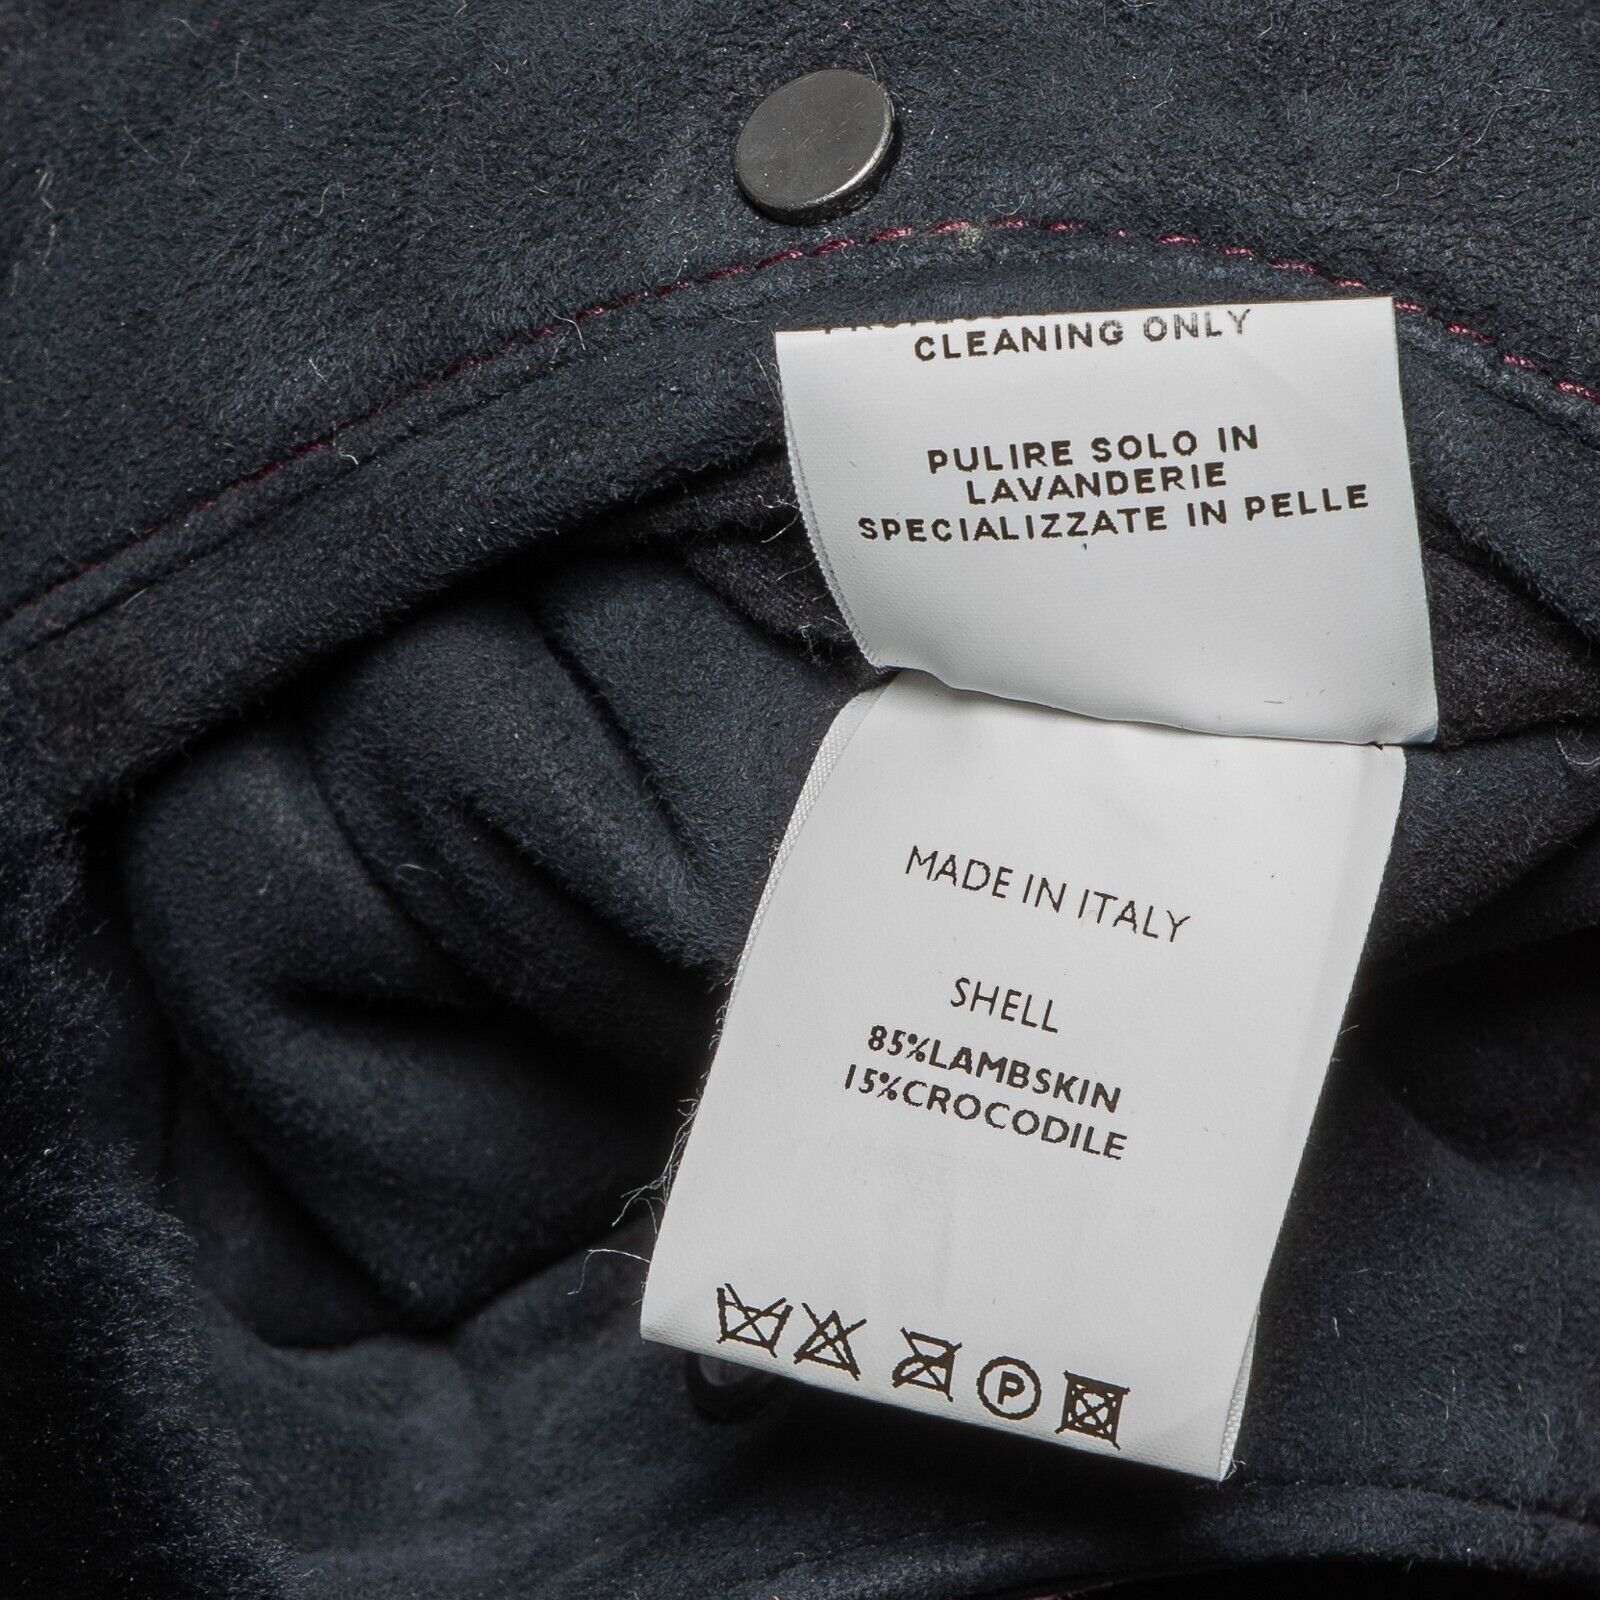 CLEANING ONLY
PULIRE SOLO IN
LAVANDERIE
SPECIALIZZATE IN PELLE
MADE IN ITALY
SHELL
85%LAMBSKIN
15%CROCODILE
P